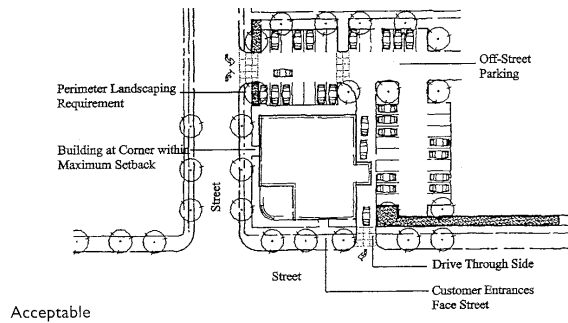 Off-Street
Parking
Perimeter Landscaping
Requirement
Building at Corner within
Maximum Setback
Street
Street
Drive Through Side
Customer Entrances
Face Street
Acceptable